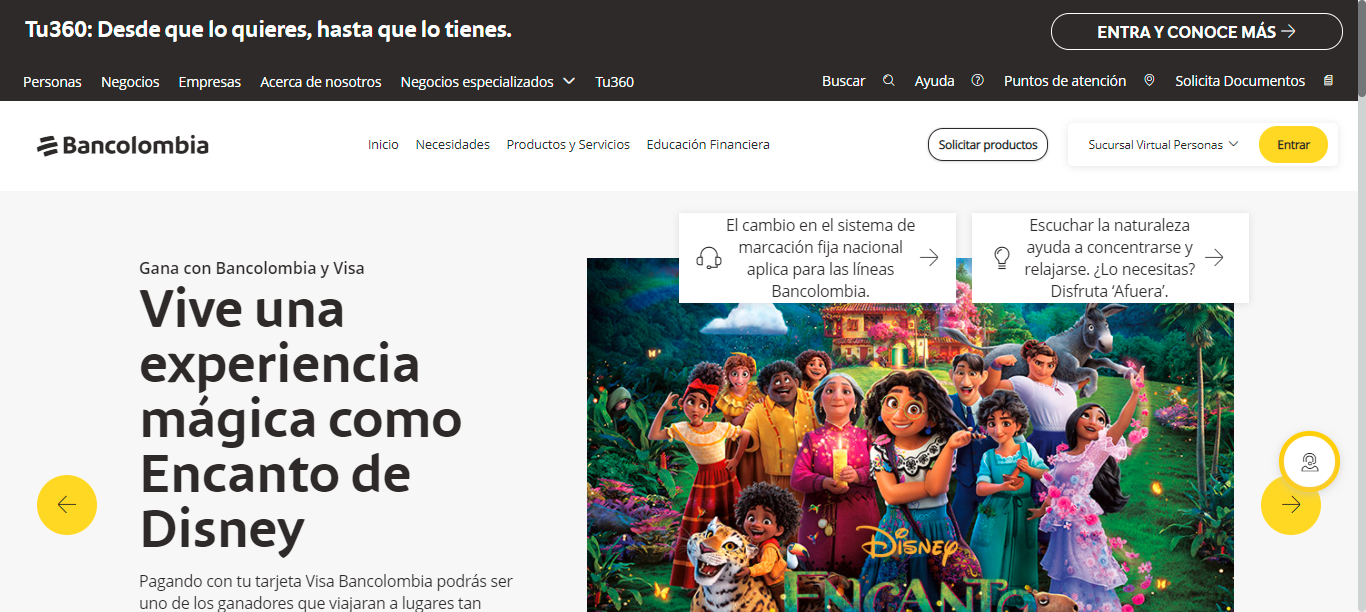 Tu360: Desde que lo quieres, hasta que lo tienes.
ENTRA Y CONOCE MÁS
Personas Negocios Empresas Acerca de nosotros Negocios especializados Tu360
Buscar Ayuda Puntos de atención Solicita Documentos
Bancolombia
Inicio Necesidades Productos y Servicios Educación Financiera
Solicitar productos
Sucursal Virtual Personas
Entrar
El cambio en el sistema de
marcación fija nacional
aplica para las líneas
Bancolombia.
Escuchar la naturaleza
ayuda a concentrarse y
relajarse. ¿Lo necesitas?
Disfruta ‘Afuera’.
Gana con Bancolombia y Visa
Vive una
experiencia
mágica como
Encanto de
Disney
Pagando con tu tarjeta Visa Bancolombia podrás ser
uno de los ganadores que viajaran a lugares tan
DISNEY
ENCANTO